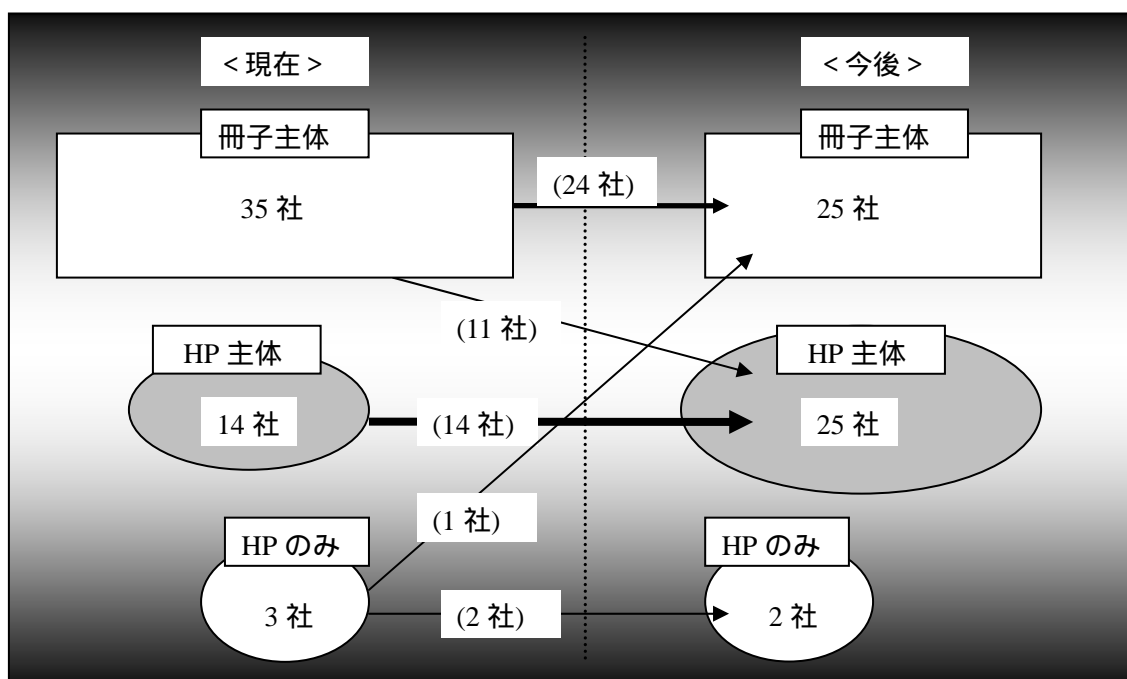 <現在>
<今後>
冊子主体
冊子主体
35 社
(24 社)
25 社
(11 社)
HP 主体
HP 主体
14 社
(14 社)
25 社
(1 社)
HP のみ
HP のみ
3 社
(2 社)
2 社